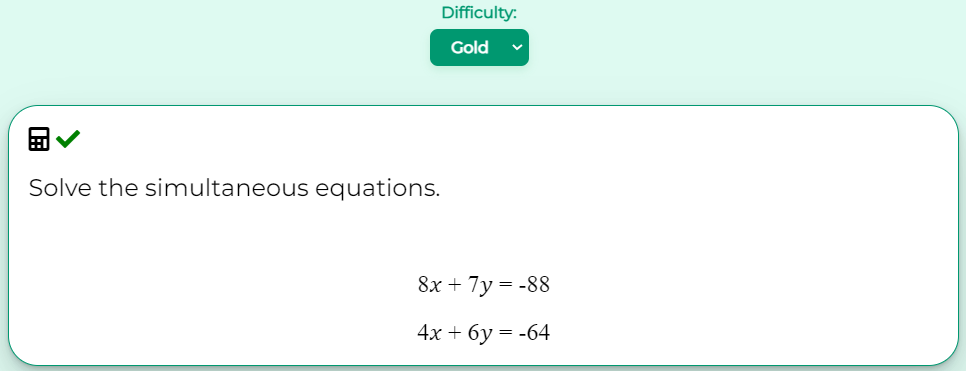 Difficulty:
Gold
Solve the simultaneous equations.
8x + 7y = -88
4x + 6y = -64